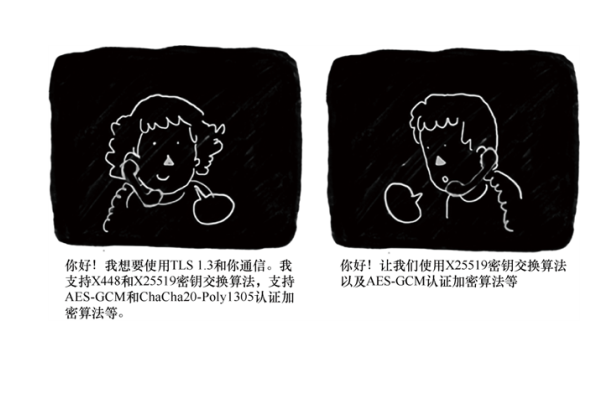 你好！我想要使用TLS 1.3和你通信。我
支持X448和X25519密钥交换算法，支持
AES-GCM和ChaCha20-Poly1305认证加
密算法等。
你好！让我们使用X25519密钥交换算法
以及AES-GCM认证加密算法等